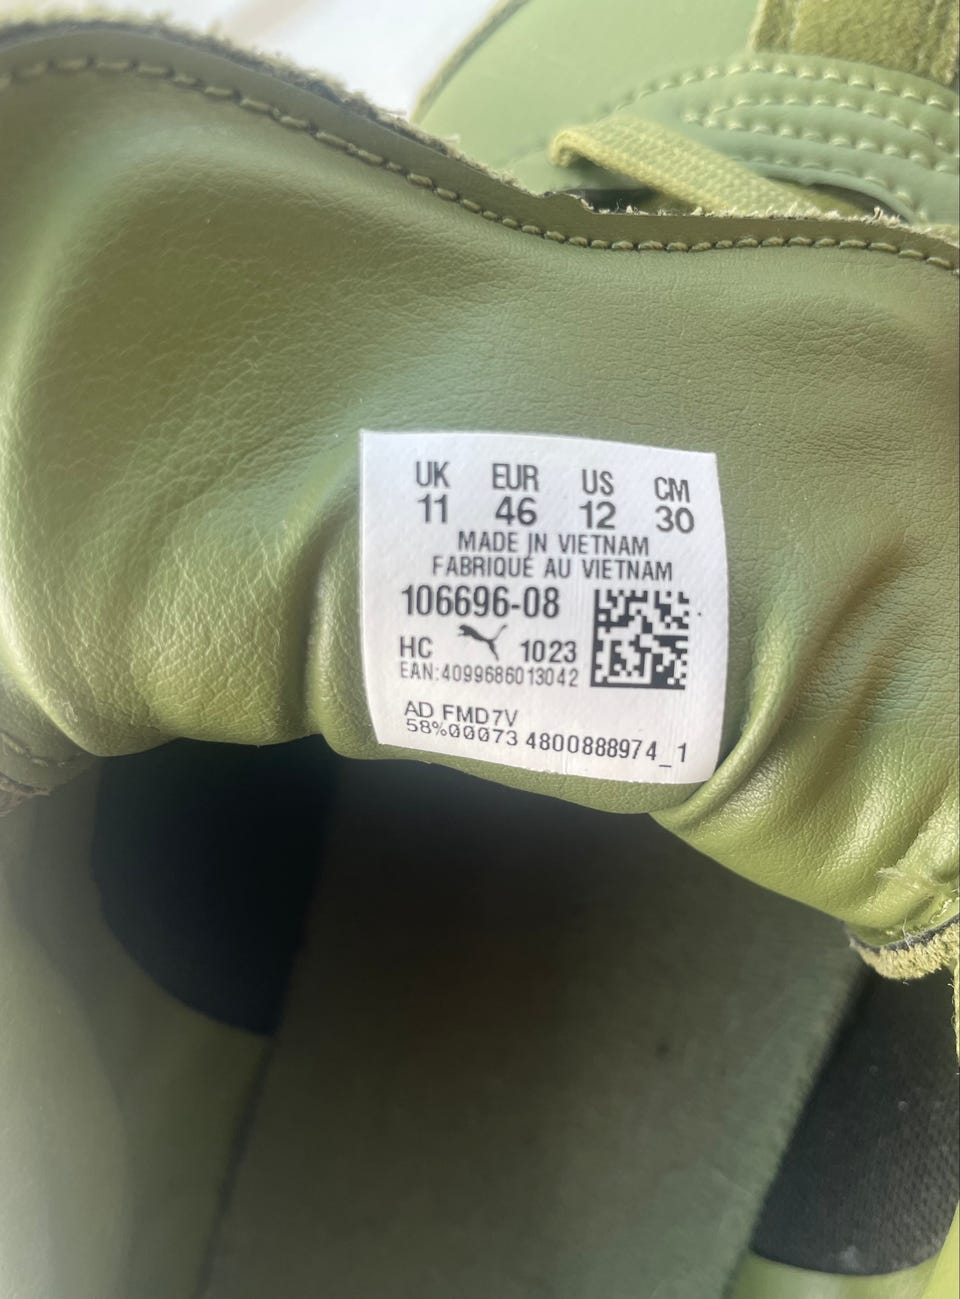 UK EUR US CM
11 46 12 30
MADE IN VIETNAM
FABRIQUÉ AU VIETNAM
106696-08
HC 1023
EAN:4099686013042
AD FMD7V
58%00073 4800888974_1